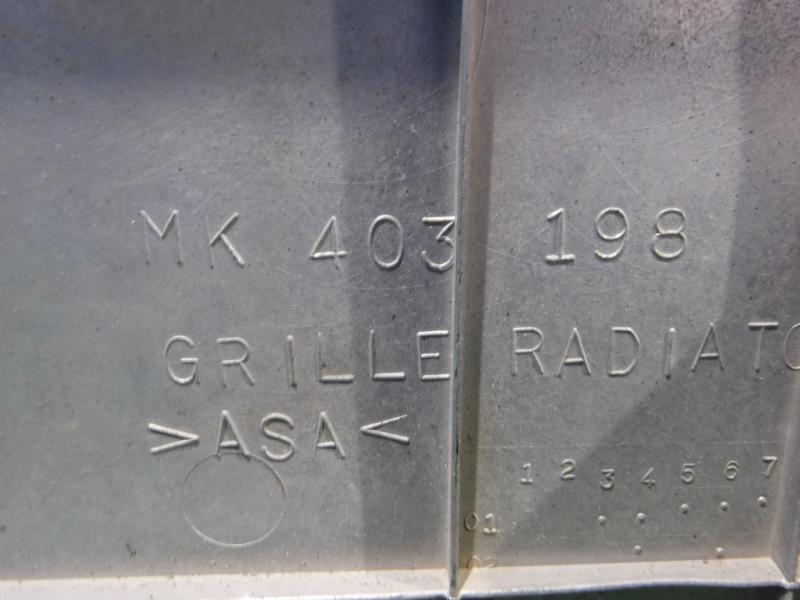 MK 403 198
GRILLE RADIATO
>ASA<
1 2 3 4 5 6 7
01